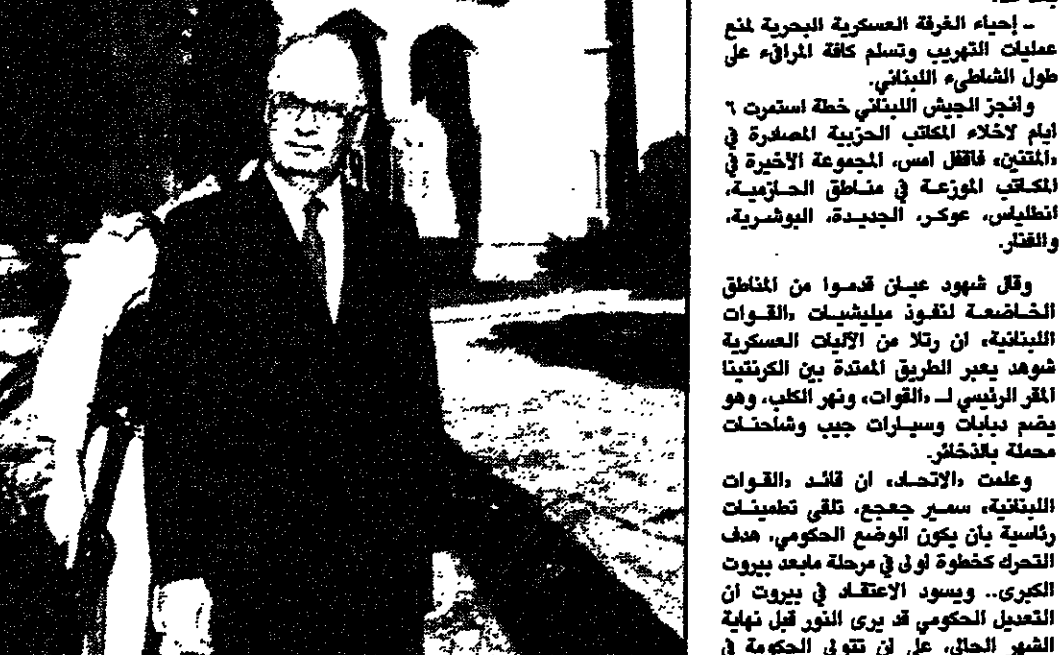 ـ إحياء الغرفة العسكرية البحرية لمنع
عمليات التهريب وتسلم كافة المرافىء على
طول الشاطىء اللبناني.
وانجز الجيش اللبناني خطة استمرت ٦
ايام لاخلاء المكاتب الحزبية المصادرة في
«المتنين» فاقفل امس، المجموعة الأخيرة في
المكاتب الموزعة في مناطق الحازمية،
انطلياس، عوكر، الجديدة، البوشرية،
والفنار.
وقال شهود عيان قدموا من المناطق
الخاضعة لنفوذ ميليشيات «القوات
اللبنانية» ان رتلا من الآليات العسكرية
شوهد يعبر الطريق الممتدة بين الكرنتينا
المقر الرئيسي لـ «القوات» ونهر الكلب، وهو
يضم دبابات وسيارات جيب وشاحنات
محملة بالذخائر.
وعلمت «الاتحاد» ان قائد «القوات
اللبنانية» سمير جعجع، تلقى تطمينات
رئاسية بأن يكون الوضع الحكومي، هدف
التحرك كخطوة اولى في مرحلة مابعد بيروت
الكبرى.. ويسود الاعتقاد في بيروت ان
التعديل الحكومي قد يرى النور قبل نهاية
الشهر الحالي، على ان تتولى الحكومة في